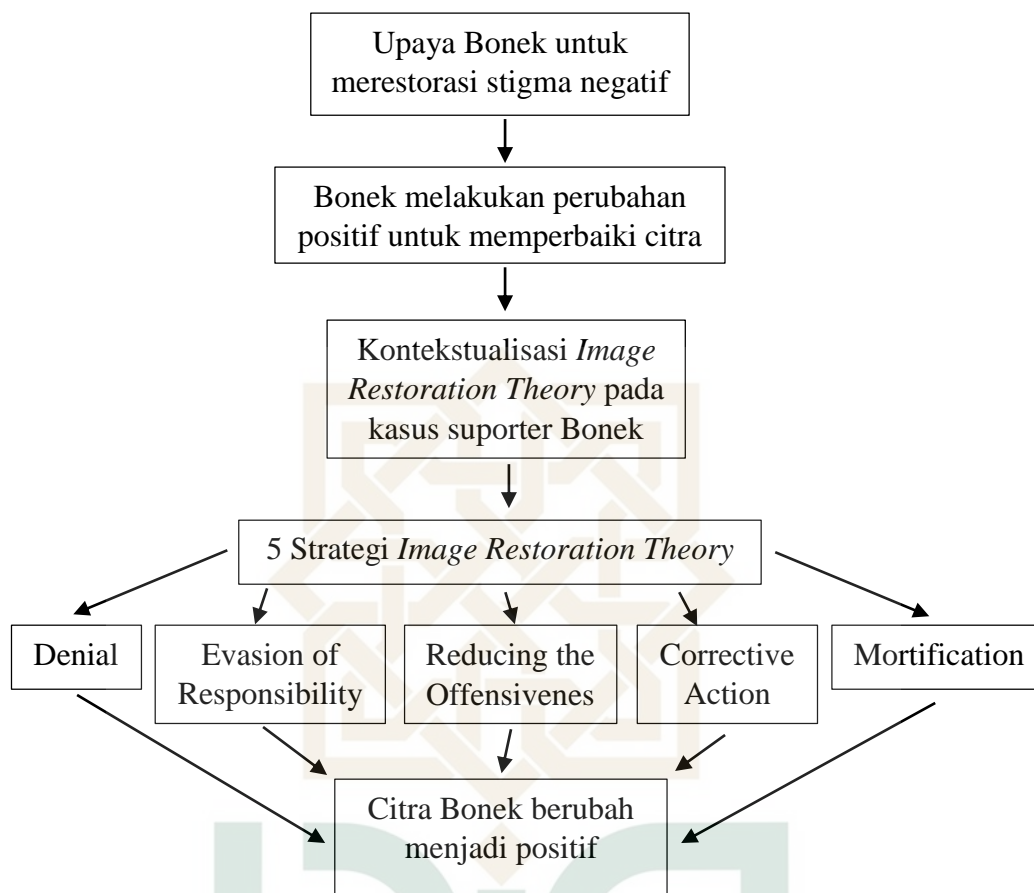 Upaya Bonek untuk
merestorasi stigma negatif
Bonek melakukan perubahan
positif untuk memperbaiki citra
Kontekstualisasi Image
Restoration Theory pada
kasus suporter Bonek
5 Strategi Image Restoration Theory
Denial
Evasion of
Responsibility
Reducing the
Offensivenes
Corrective
Action
Mortification
Citra Bonek berubah
menjadi positif